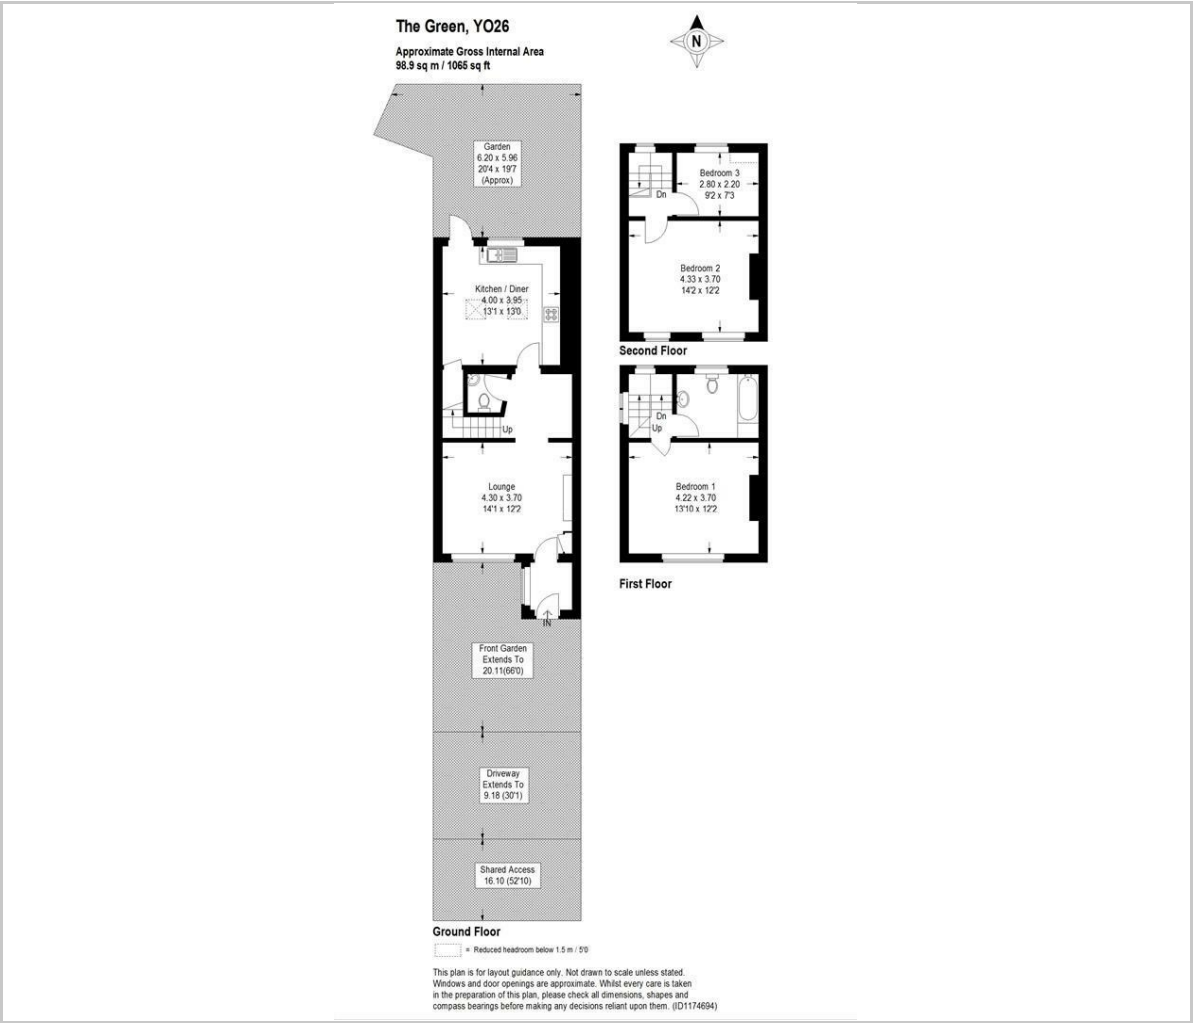 The Green, YO26
Approximate Gross Internal Area
98.9 sq m / 1065 sq ft
N
Garden
6.20 x 5.96
20'4 x 19'7
(Approx)
Kitchen / Diner
4.00 x 3.95
13'1 x 13'0
Up
Lounge
4.30 x 3.70
14'1 x 12'2
IN
Front Garden
Extends To
20.11(66'0)
Driveway
Extends To
9.18 (30'1)
Shared Access
16.10 (52'10)
Ground Floor
= Reduced headroom below 1.5 m / 5'0
Bedroom 3
2.80 x 2.20
9'2 x 7'3
Dn
Bedroom 2
4.33 x 3.70
14'2 x 12'2
Second Floor
Dn
Up
Bedroom 1
4.22 x 3.70
13'10 x 12'2
First Floor
This plan is for layout guidance only. Not drawn to scale unless stated.
Windows and door openings are approximate. Whilst every care is taken
in the preparation of this plan, please check all dimensions, shapes and
compass bearings before making any decisions reliant upon them. (ID1174694)